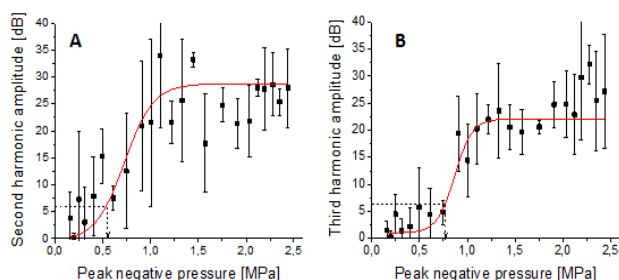 A
Second harmonic amplitude [dB]
40
35
30
25
20
15
10
5
0
0,0 0,5 1,0 1,5 2,0 2,5
Peak negative pressure [MPa]
B
Third harmonic amplitude [dB]
40
35
30
25
20
15
10
5
0
0,0 0,5 1,0 1,5 2,0 2,5
Peak negative pressure [MPa]